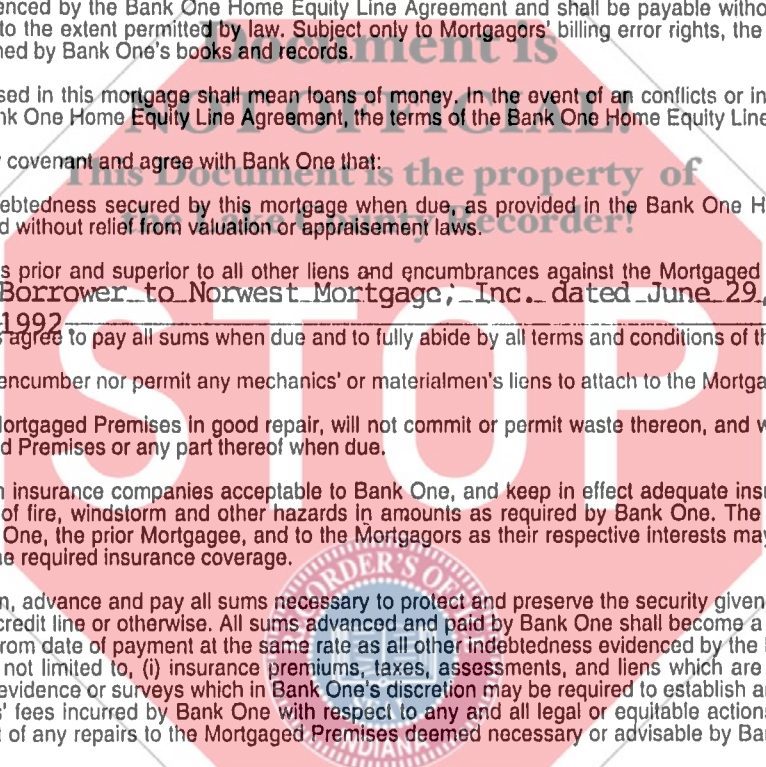 enced by the Bank One Home Equity Line Agreement and shall be payable witho
to the extent permitted by law. Subject only to Mortgagors' billing error rights, the
ned by Bank One's books and records.
Document is
sed in this mortgage shall mean loans of money. In the event of an conflicts or in
NOT OFFICIAL!
nk One Home Equity Line Agreement, the terms of the Bank One Home Equity Line
covenant and agree with Bank One that:
This Document is the property of
ebtedness secured by this mortgage when due, as provided in the Bank One H
the Lake County Recorder!
d without relief from valuation or appraisement laws.
s prior and superior to all other liens and encumbrances against the Mortgaged
Borrower to Norwest Mortgage, Inc. dated June 29,
1992
s agree to pay all sums when due and to fully abide by all terms and conditions of th
STOP
encumber nor permit any mechanics' or materialmen's liens to attach to the Mortga
ortgaged Premises in good repair, will not commit or permit waste thereon, and w
d Premises or any part thereof when due.
n insurance companies acceptable to Bank One, and keep in effect adequate insu
of fire, windstorm and other hazards in amounts as required by Bank One. The
One, the prior Mortgagee, and to the Mortgagors as their respective interests may
e required insurance coverage.
RECORDER'S OFFICE
n, advance and pay all sums necessary to protect and preserve the security given
credit line or otherwise. All sums advanced and paid by Bank One shall become a
rom date of payment at the same rate as all other indebtedness evidenced by the
not limited to, (i) insurance premiums, taxes, assessments, and liens which are
evidence or surveys which in Bank One's discretion may be required to establish a
s' fees incurred by Bank One with respect to any and all legal or equitable actions
t of any repairs to the Mortgaged Premises deemed necessary or advisable by Ba
INDIANA